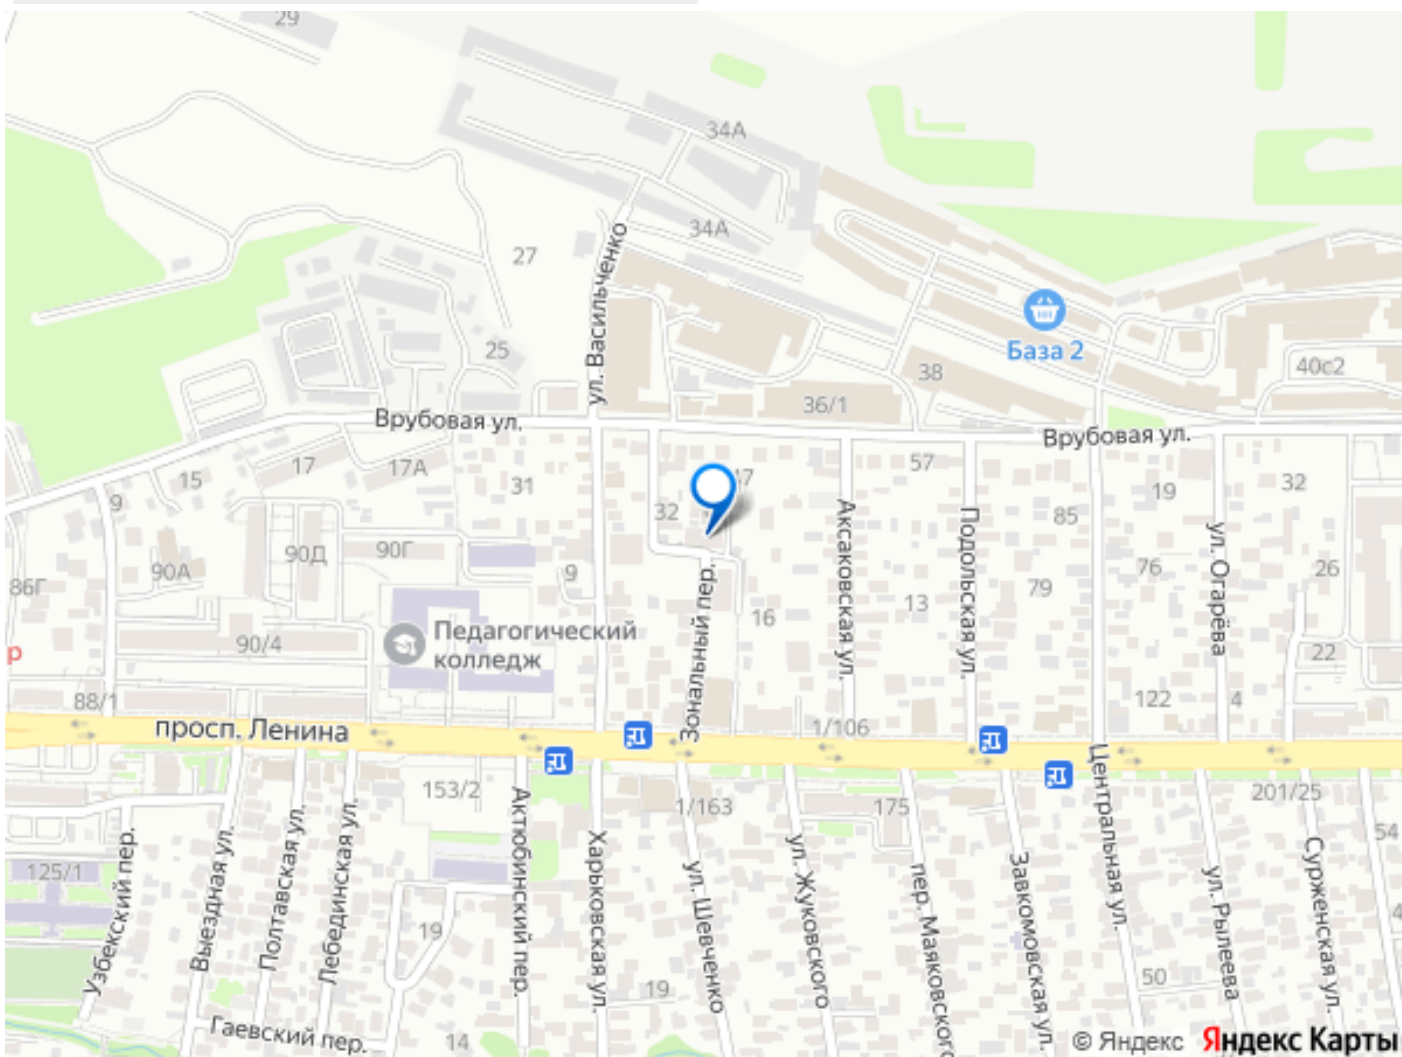 29
34А
34А
27
ул. Васильченко
База 2
25
38
40с2
36/1
Врубовая ул.
Врубовая ул.
17
17А
15
9
31
47
32
57
19
32
85
Аксаковская ул.
Подольская ул.
ул. Огарёва
90Д
90Г
90А
86Г
9
76
26
79
13
16
Зональный пер.
90/4
Педагогический
колледж
р
22
88/1
122
4
1/106
просп. Ленина
153/2
1/163
175
201/25
54
Актюбинский пер.
Харьковская ул.
ул. Шевченко
ул. Жуковского
пер. Маяковского
Завкомовская ул.
Центральная ул.
ул. Рылеева
Сурженская ул.
125/1
Узбекский пер.
Выездная ул.
Полтавская ул.
Лебединская ул.
19
4
50
19
Гаевский пер.
14
© Яндекс Яндекс Карты